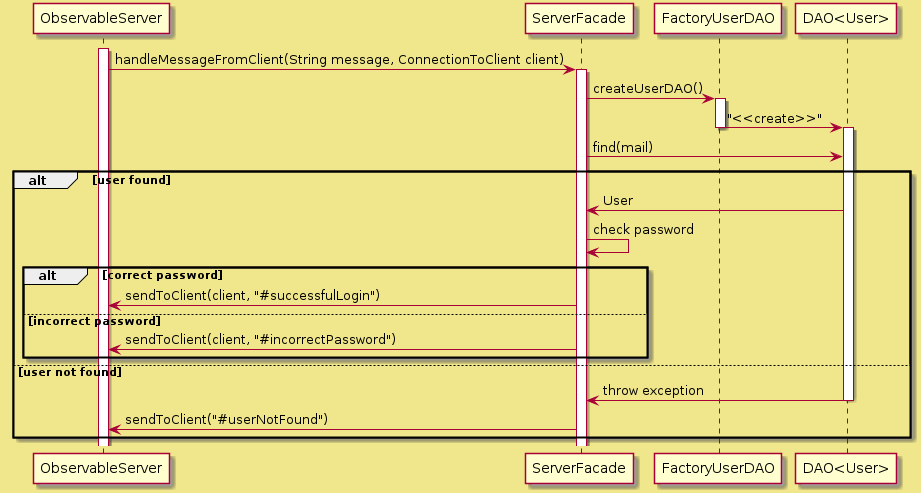 ObservableServer
ServerFacade
FactoryUserDAO
DAO<User>
handleMessageFromClient(String message, ConnectionToClient client)
createUserDAO()
"<<create>>"
find(mail)
alt
[user found]
User
check password
alt
[correct password]
sendToClient(client, "#successfulLogin")
[incorrect password]
sendToClient(client, "#incorrectPassword")
[user not found]
throw exception
sendToClient("#userNotFound")
ObservableServer
ServerFacade
FactoryUserDAO
DAO<User>